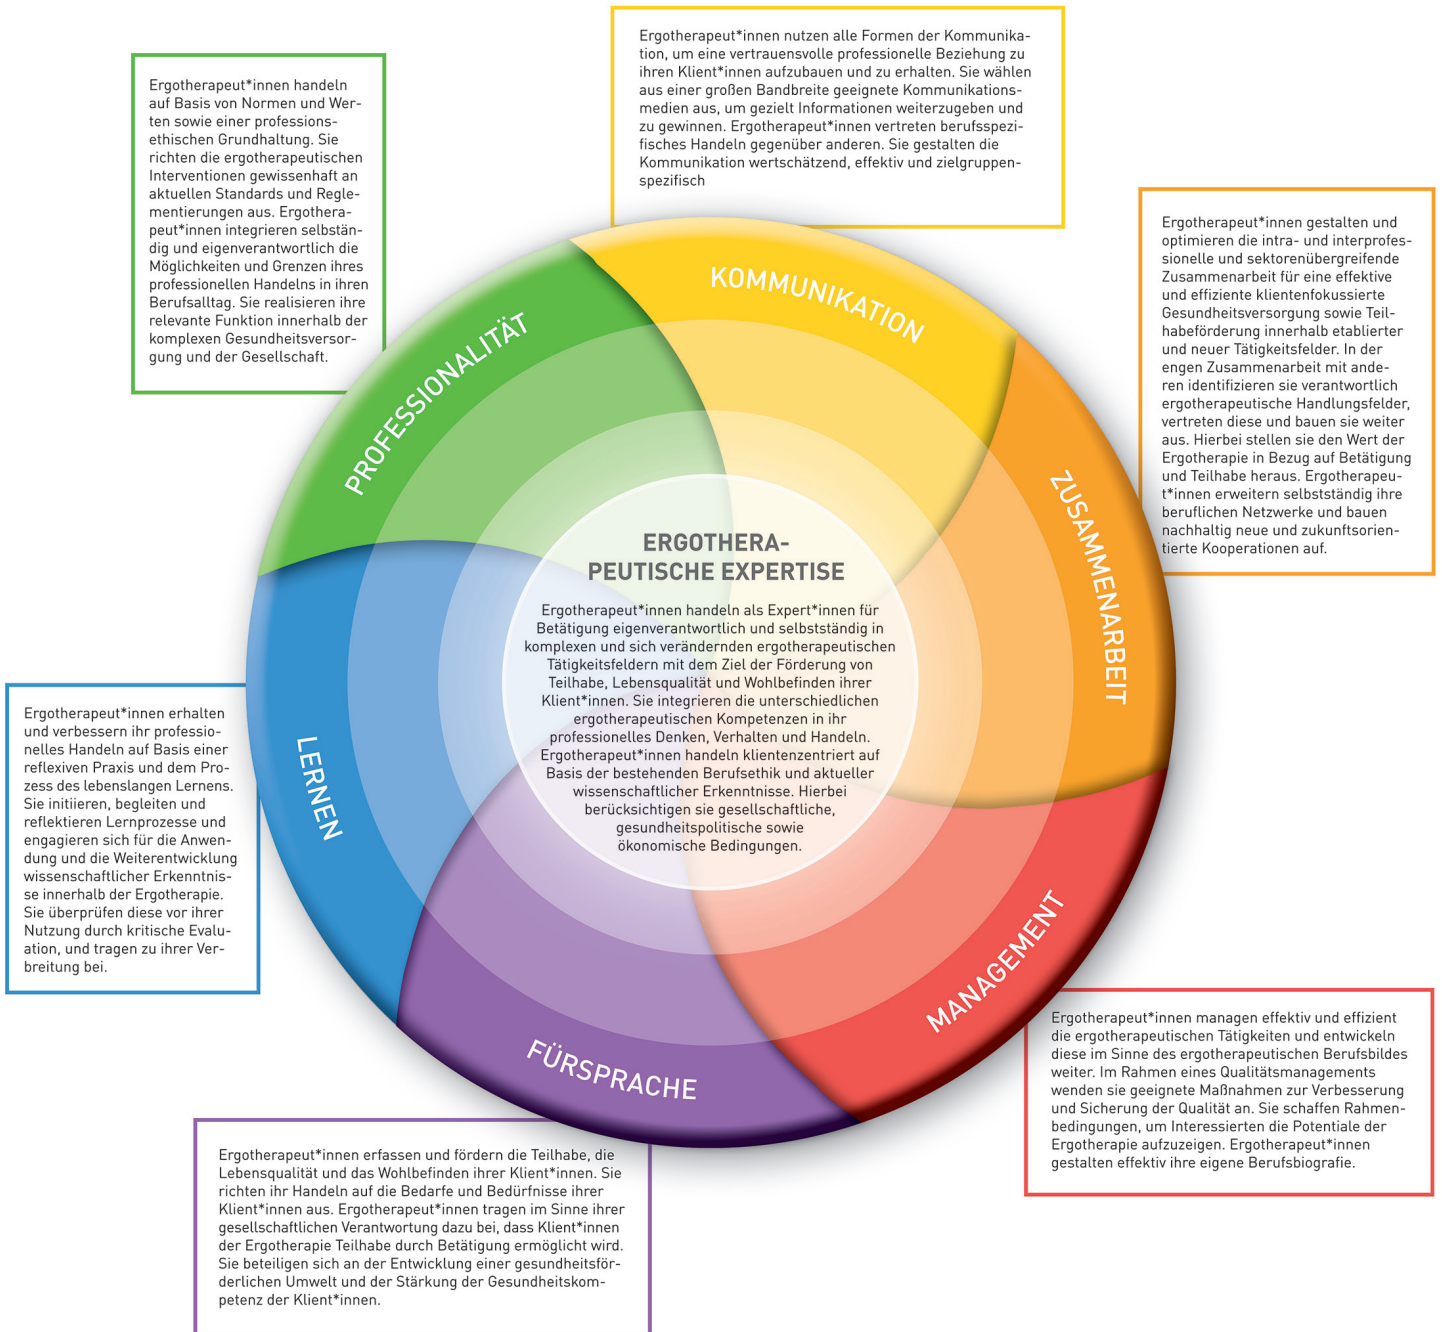 Ergotherapeut*innen nutzen alle Formen der Kommunika-
tion, um eine vertrauensvolle professionelle Beziehung zu
ihren Klient*innen aufzubauen und zu erhalten. Sie wählen
aus einer großen Bandbreite geeignete Kommunikations-
medien aus, um gezielt Informationen weiterzugeben und
zu gewinnen. Ergotherapeut*innen vertreten berufsspezi-
fisches Handeln gegenüber anderen. Sie gestalten die
Kommunikation wertschätzend, effektiv und zielgruppen-
spezifisch
Ergotherapeut*innen handeln
auf Basis von Normen und Wer-
ten sowie einer professions-
ethischen Grundhaltung. Sie
richten die ergotherapeutischen
Interventionen gewissenhaft an
aktuellen Standards und Regle-
mentierungen aus. Ergothera-
peut*innen integrieren selbstän-
dig und eigenverantwortlich die
Möglichkeiten und Grenzen ihres
professionellen Handelns in ihren
Berufsalltag. Sie realisieren ihre
relevante Funktion innerhalb der
komplexen Gesundheitsversor-
gung und der Gesellschaft.
Ergotherapeut*innen gestalten und
optimieren die intra- und interprofes-
sionelle und sektorenübergreifende
Zusammenarbeit für eine effektive
und effiziente klientenfokussierte
Gesundheitsversorgung sowie Teil-
habeförderung innerhalb etablierter
und neuer Tätigkeitsfelder. In der
engen Zusammenarbeit mit ande-
ren identifizieren sie verantwortlich
ergotherapeutische Handlungsfelder,
vertreten diese und bauen sie weiter
aus. Hierbei stellen sie den Wert der
Ergotherapie in Bezug auf Betätigung
und Teilhabe heraus. Ergotherapeu-
t*innen erweitern selbstständig ihre
beruflichen Netzwerke und bauen
nachhaltig neue und zukunftsorien-
tierte Kooperationen auf.
PROFESSIONALITÄT
KOMMUNIKATION
ZUSAMMENARBEIT
ERGOTHERA-
PEUTISCHE EXPERTISE
Ergotherapeut*innen handeln als Expert*innen für
Betätigung eigenverantwortlich und selbstständig in
komplexen und sich verändernden ergotherapeutischen
Tätigkeitsfeldern mit dem Ziel der Förderung von
Teilhabe, Lebensqualität und Wohlbefinden ihrer
Klient*innen. Sie integrieren die unterschiedlichen
ergotherapeutischen Kompetenzen in ihr
professionelles Denken, Verhalten und Handeln.
Ergotherapeut*innen handeln klientenzentriert auf
Basis der bestehenden Berufsethik und aktueller
wissenschaftlicher Erkenntnisse. Hierbei
berücksichtigen sie gesellschaftliche,
gesundheitspolitische sowie
ökonomische Bedingungen.
LERNEN
Ergotherapeut*innen erhalten
und verbessern ihr professio-
nelles Handeln auf Basis einer
reflexiven Praxis und dem Pro-
zess des lebenslangen Lernens.
Sie initiieren, begleiten und
reflektieren Lernprozesse und
engagieren sich für die Anwen-
dung und die Weiterentwicklung
wissenschaftlicher Erkenntnis-
se innerhalb der Ergotherapie.
Sie überprüfen diese vor ihrer
Nutzung durch kritische Evalu-
ation, und tragen zu ihrer Ver-
breitung bei.
MANAGEMENT
Ergotherapeut*innen managen effektiv und effizient
die ergotherapeutischen Tätigkeiten und entwickeln
diese im Sinne des ergotherapeutischen Berufsbildes
weiter. Im Rahmen eines Qualitätsmanagements
wenden sie geeignete Maßnahmen zur Verbesserung
und Sicherung der Qualität an. Sie schaffen Rahmen-
bedingungen, um Interessierten die Potentiale der
Ergotherapie aufzuzeigen. Ergotherapeut*innen
gestalten effektiv ihre eigene Berufsbiografie.
FÜRSPRACHE
Ergotherapeut*innen erfassen und fördern die Teilhabe, die
Lebensqualität und das Wohlbefinden ihrer Klient*innen. Sie
richten ihr Handeln auf die Bedarfe und Bedürfnisse ihrer
Klient*innen aus. Ergotherapeut*innen tragen im Sinne ihrer
gesellschaftlichen Verantwortung dazu bei, dass Klient*innen
der Ergotherapie Teilhabe durch Betätigung ermöglicht wird.
Sie beteiligen sich an der Entwicklung einer gesundheitsför-
derlichen Umwelt und der Stärkung der Gesundheitskom-
petenz der Klient*innen.